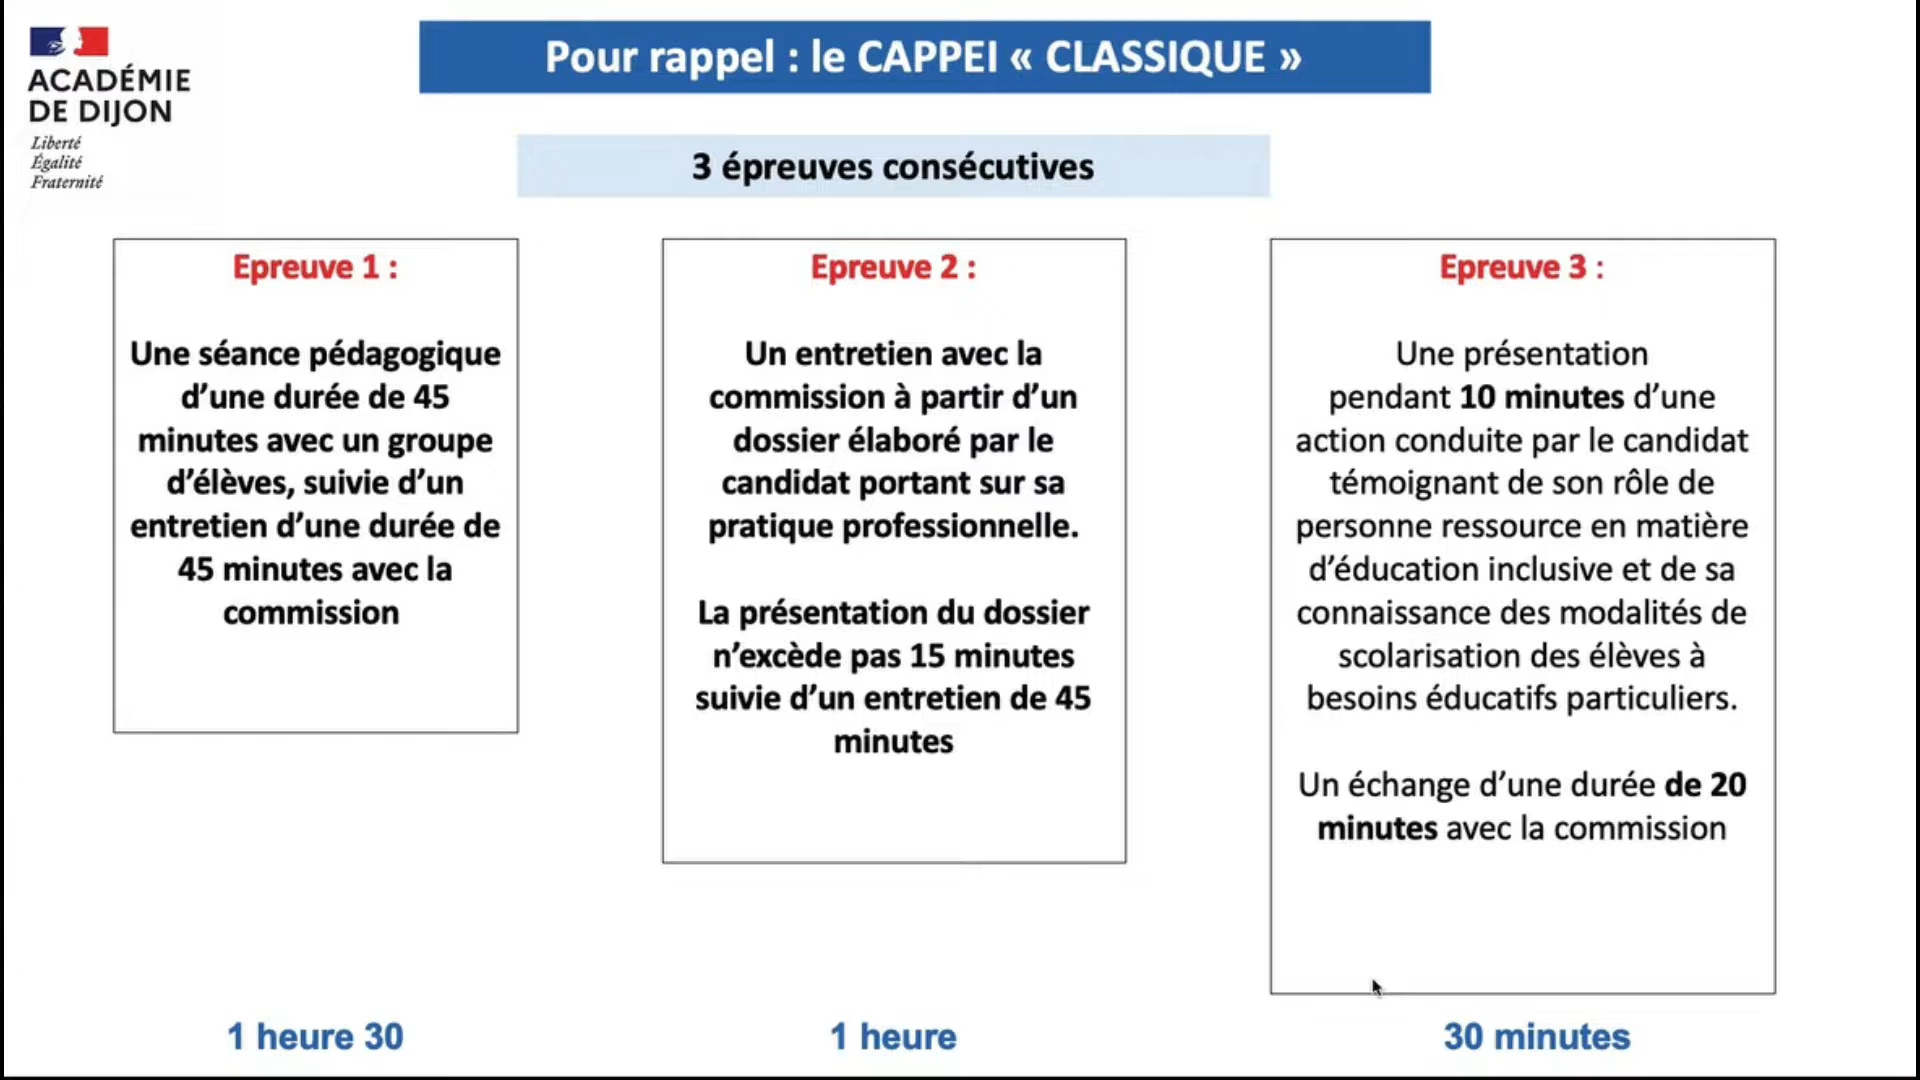 ACADÉMIE
DE DIJON
Liberté
Égalité
Fraternité
Pour rappel : le CAPPEI « CLASSIQUE »
3 épreuves consécutives
Epreuve 1 :
Une séance pédagogique
d’une durée de 45
minutes avec un groupe
d’élèves, suivie d’un
entretien d’une durée de
45 minutes avec la
commission
1 heure 30
Epreuve 2 :
Un entretien avec la
commission à partir d’un
dossier élaboré par le
candidat portant sur sa
pratique professionnelle.
La présentation du dossier
n’excède pas 15 minutes
suivie d’un entretien de 45
minutes
1 heure
Epreuve 3 :
Une présentation
pendant 10 minutes d’une
action conduite par le candidat
témoignant de son rôle de
personne ressource en matière
d’éducation inclusive et de sa
connaissance des modalités de
scolarisation des élèves à
besoins éducatifs particuliers.
Un échange d’une durée de 20
minutes avec la commission
30 minutes